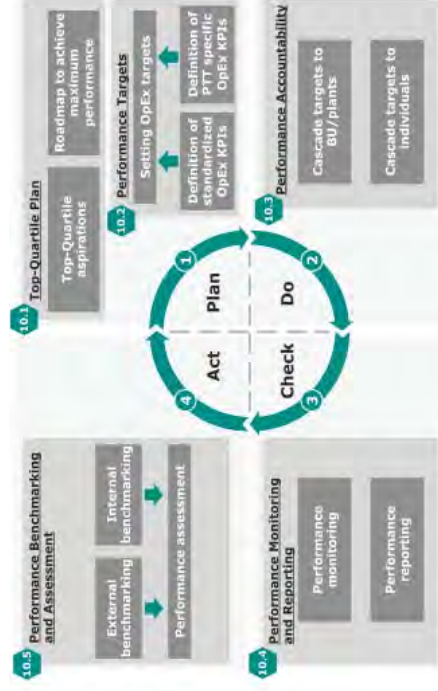 10.1 Top-Quartile Plan
Top-Quartile
aspirations
Roadmap to achieve
maximum
performance
10.2 Performance Targets
Setting OpEx targets
Definition of
standardized
OpEx KPIs
Definition of
PTT specific
OpEx KPIs
10.3 Performance Accountability
Cascade targets to
BU/plants
Cascade targets to
individuals
10.4 Performance Monitoring
and Reporting
Performance
monitoring
Performance
reporting
10.5 Performance Benchmarking
and Assessment
External
benchmarking
Internal
benchmarking
Performance assessment
1
Plan
2
Do
3
Check
4
Act